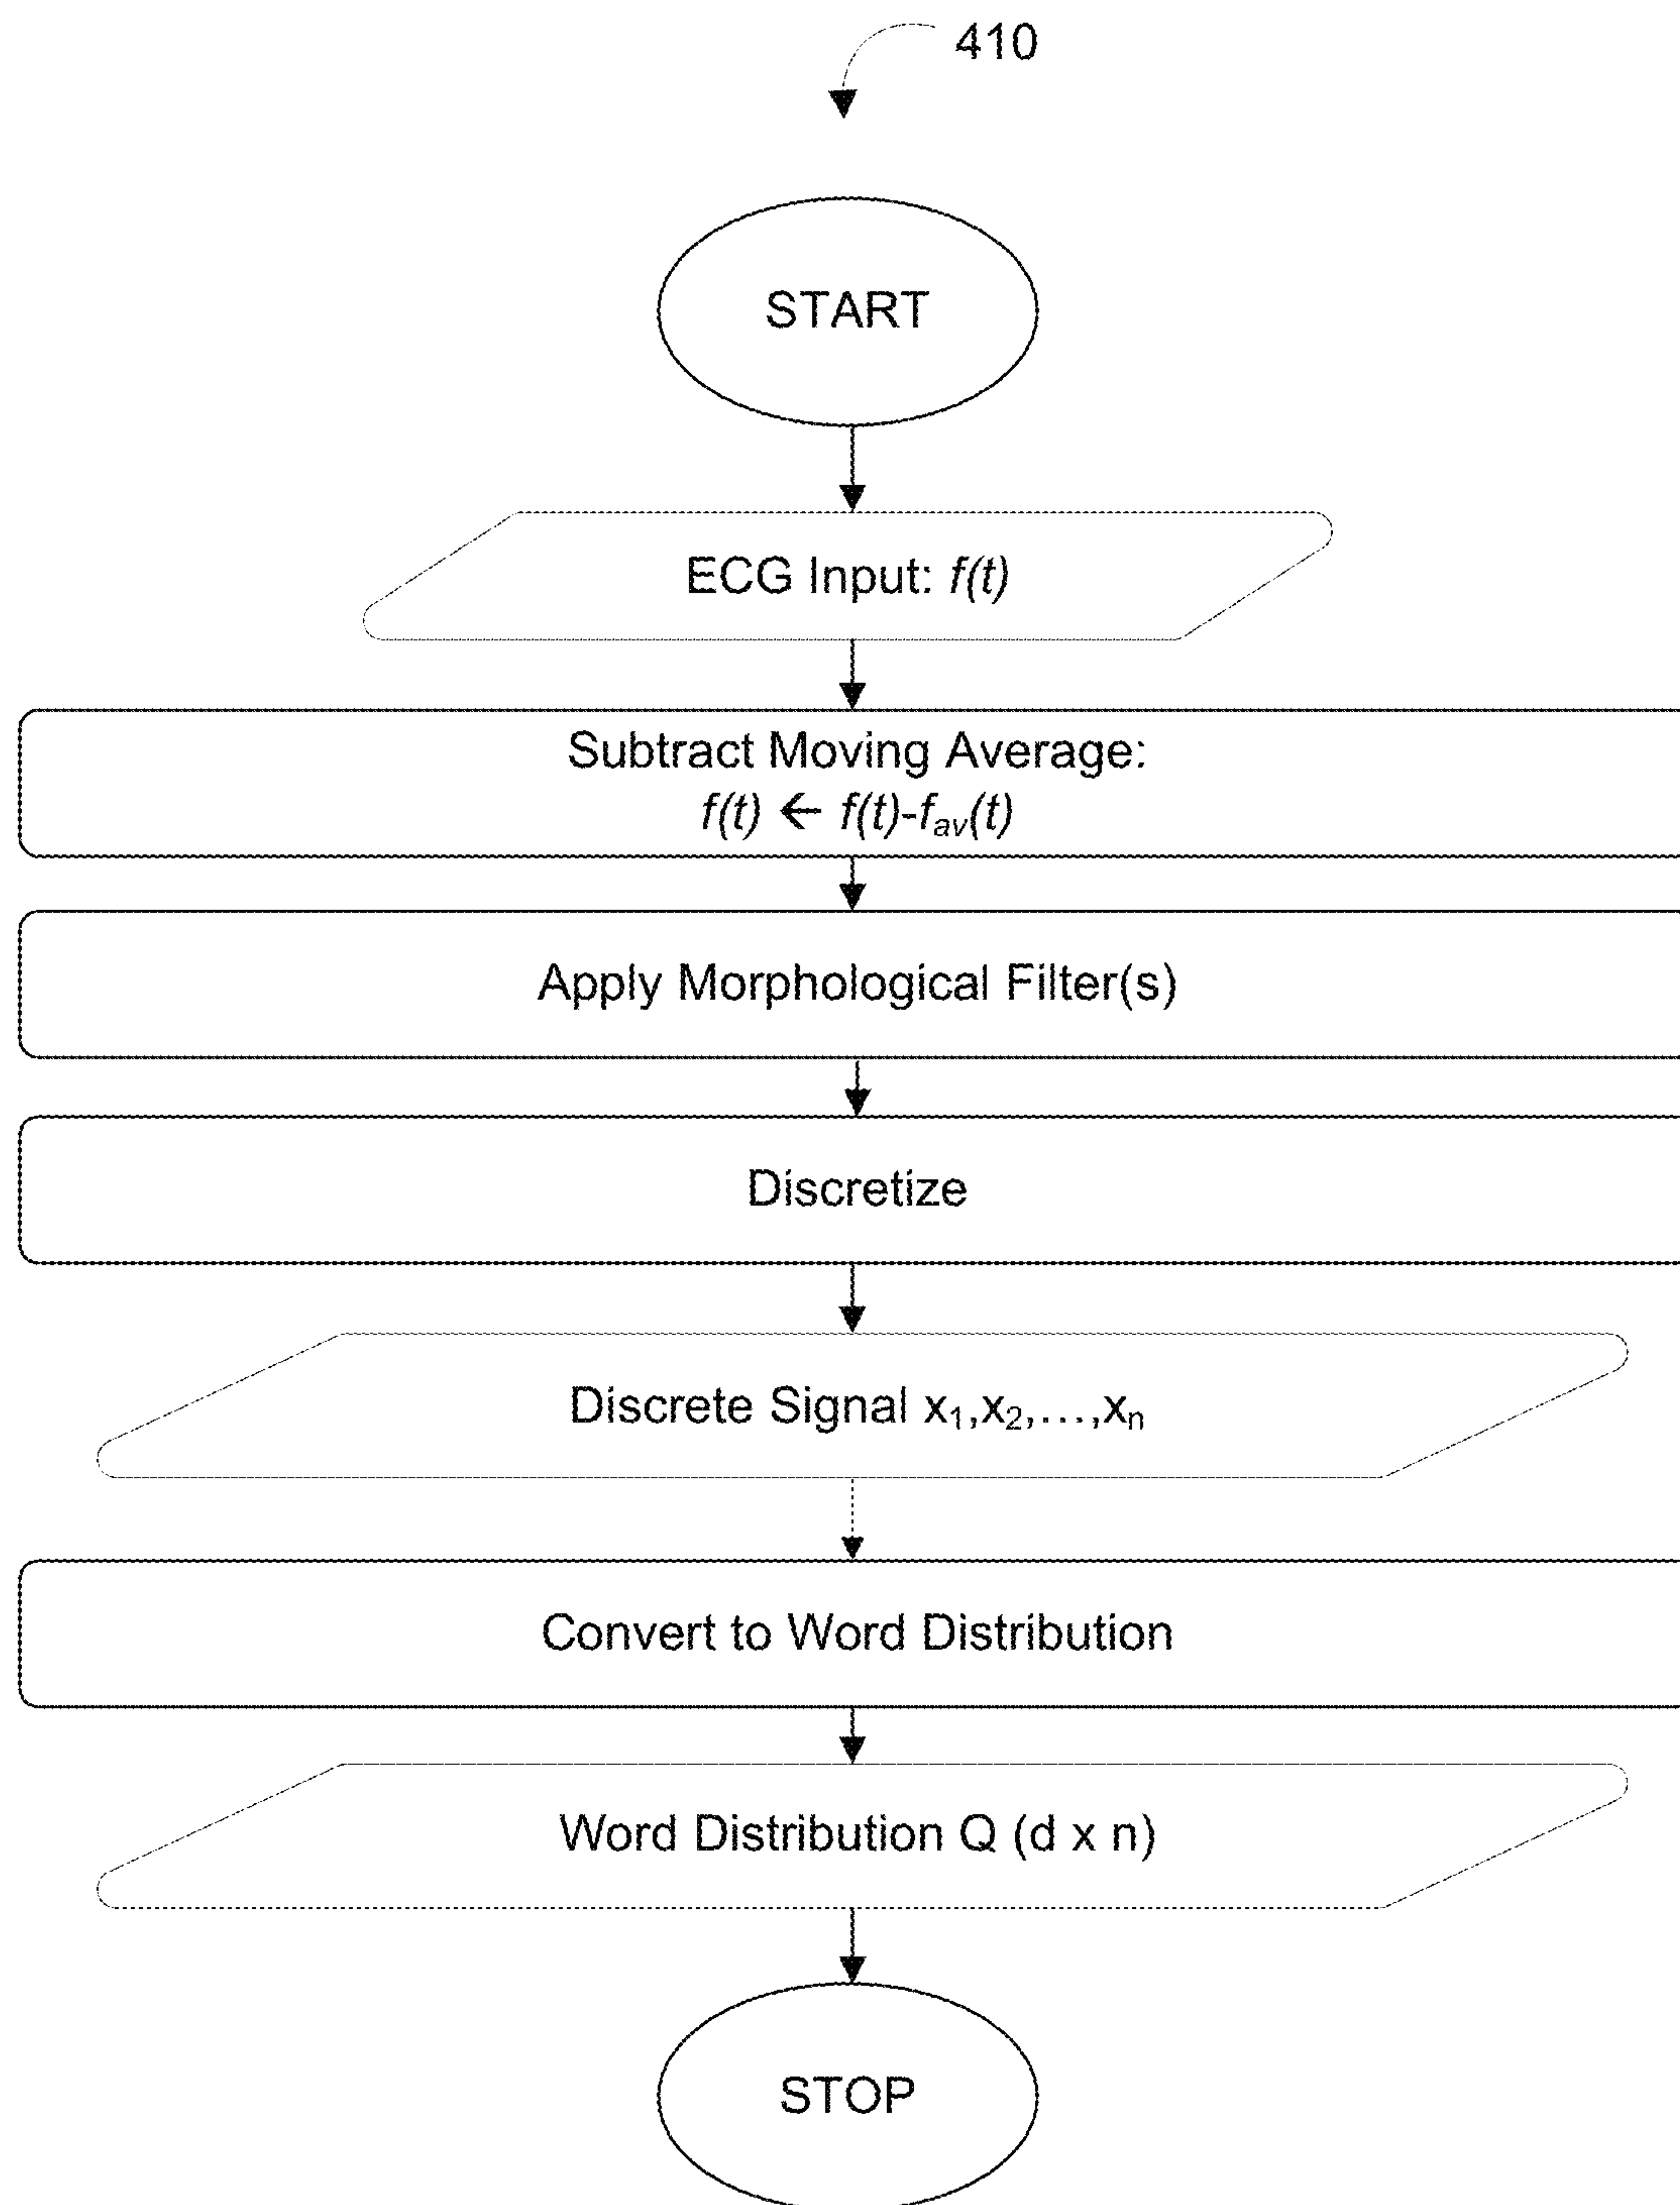 410
START
ECG Input: f(t)
Subtract Moving Average:
f(t) ← f(t)-fav(t)
Apply Morphological Filter(s)
Discretize
Discrete Signal x1,x2,...,xn
Convert to Word Distribution
Word Distribution Q (d x n)
STOP